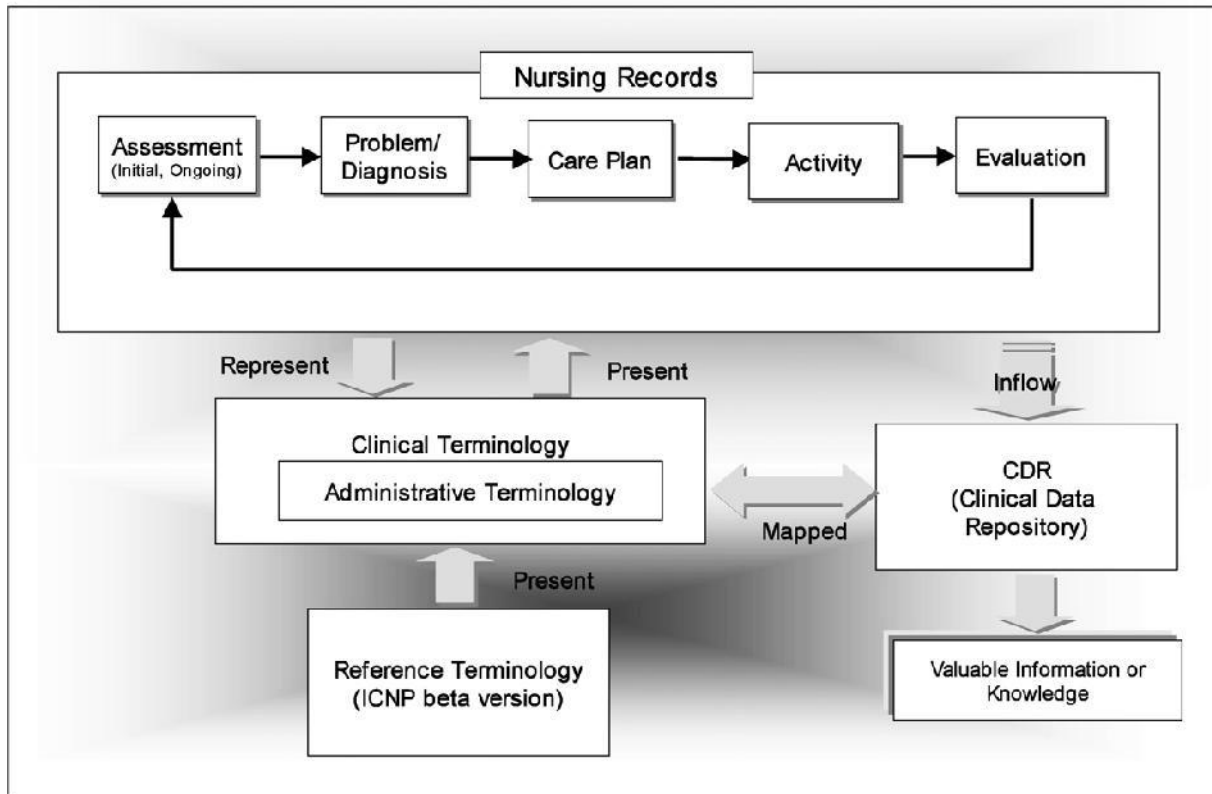 Nursing Records
Assessment
(Initial, Ongoing)
Problem/
Diagnosis
Care Plan
Activity
Evaluation
Represent
Present
Inflow
Clinical Terminology
Administrative Terminology
Mapped
CDR
(Clinical Data
Repository)
Present
Reference Terminology
(ICNP beta version)
Valuable Information or
Knowledge